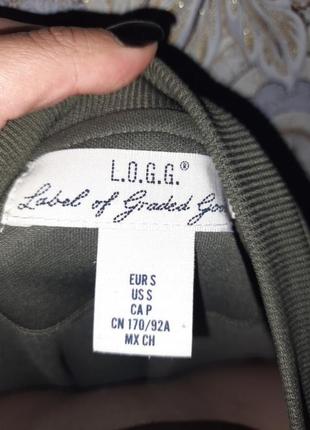 L.O.G.G.®
Label of Graded Goo
EUR S
US S
CA P
CN 170/92A
MX CH